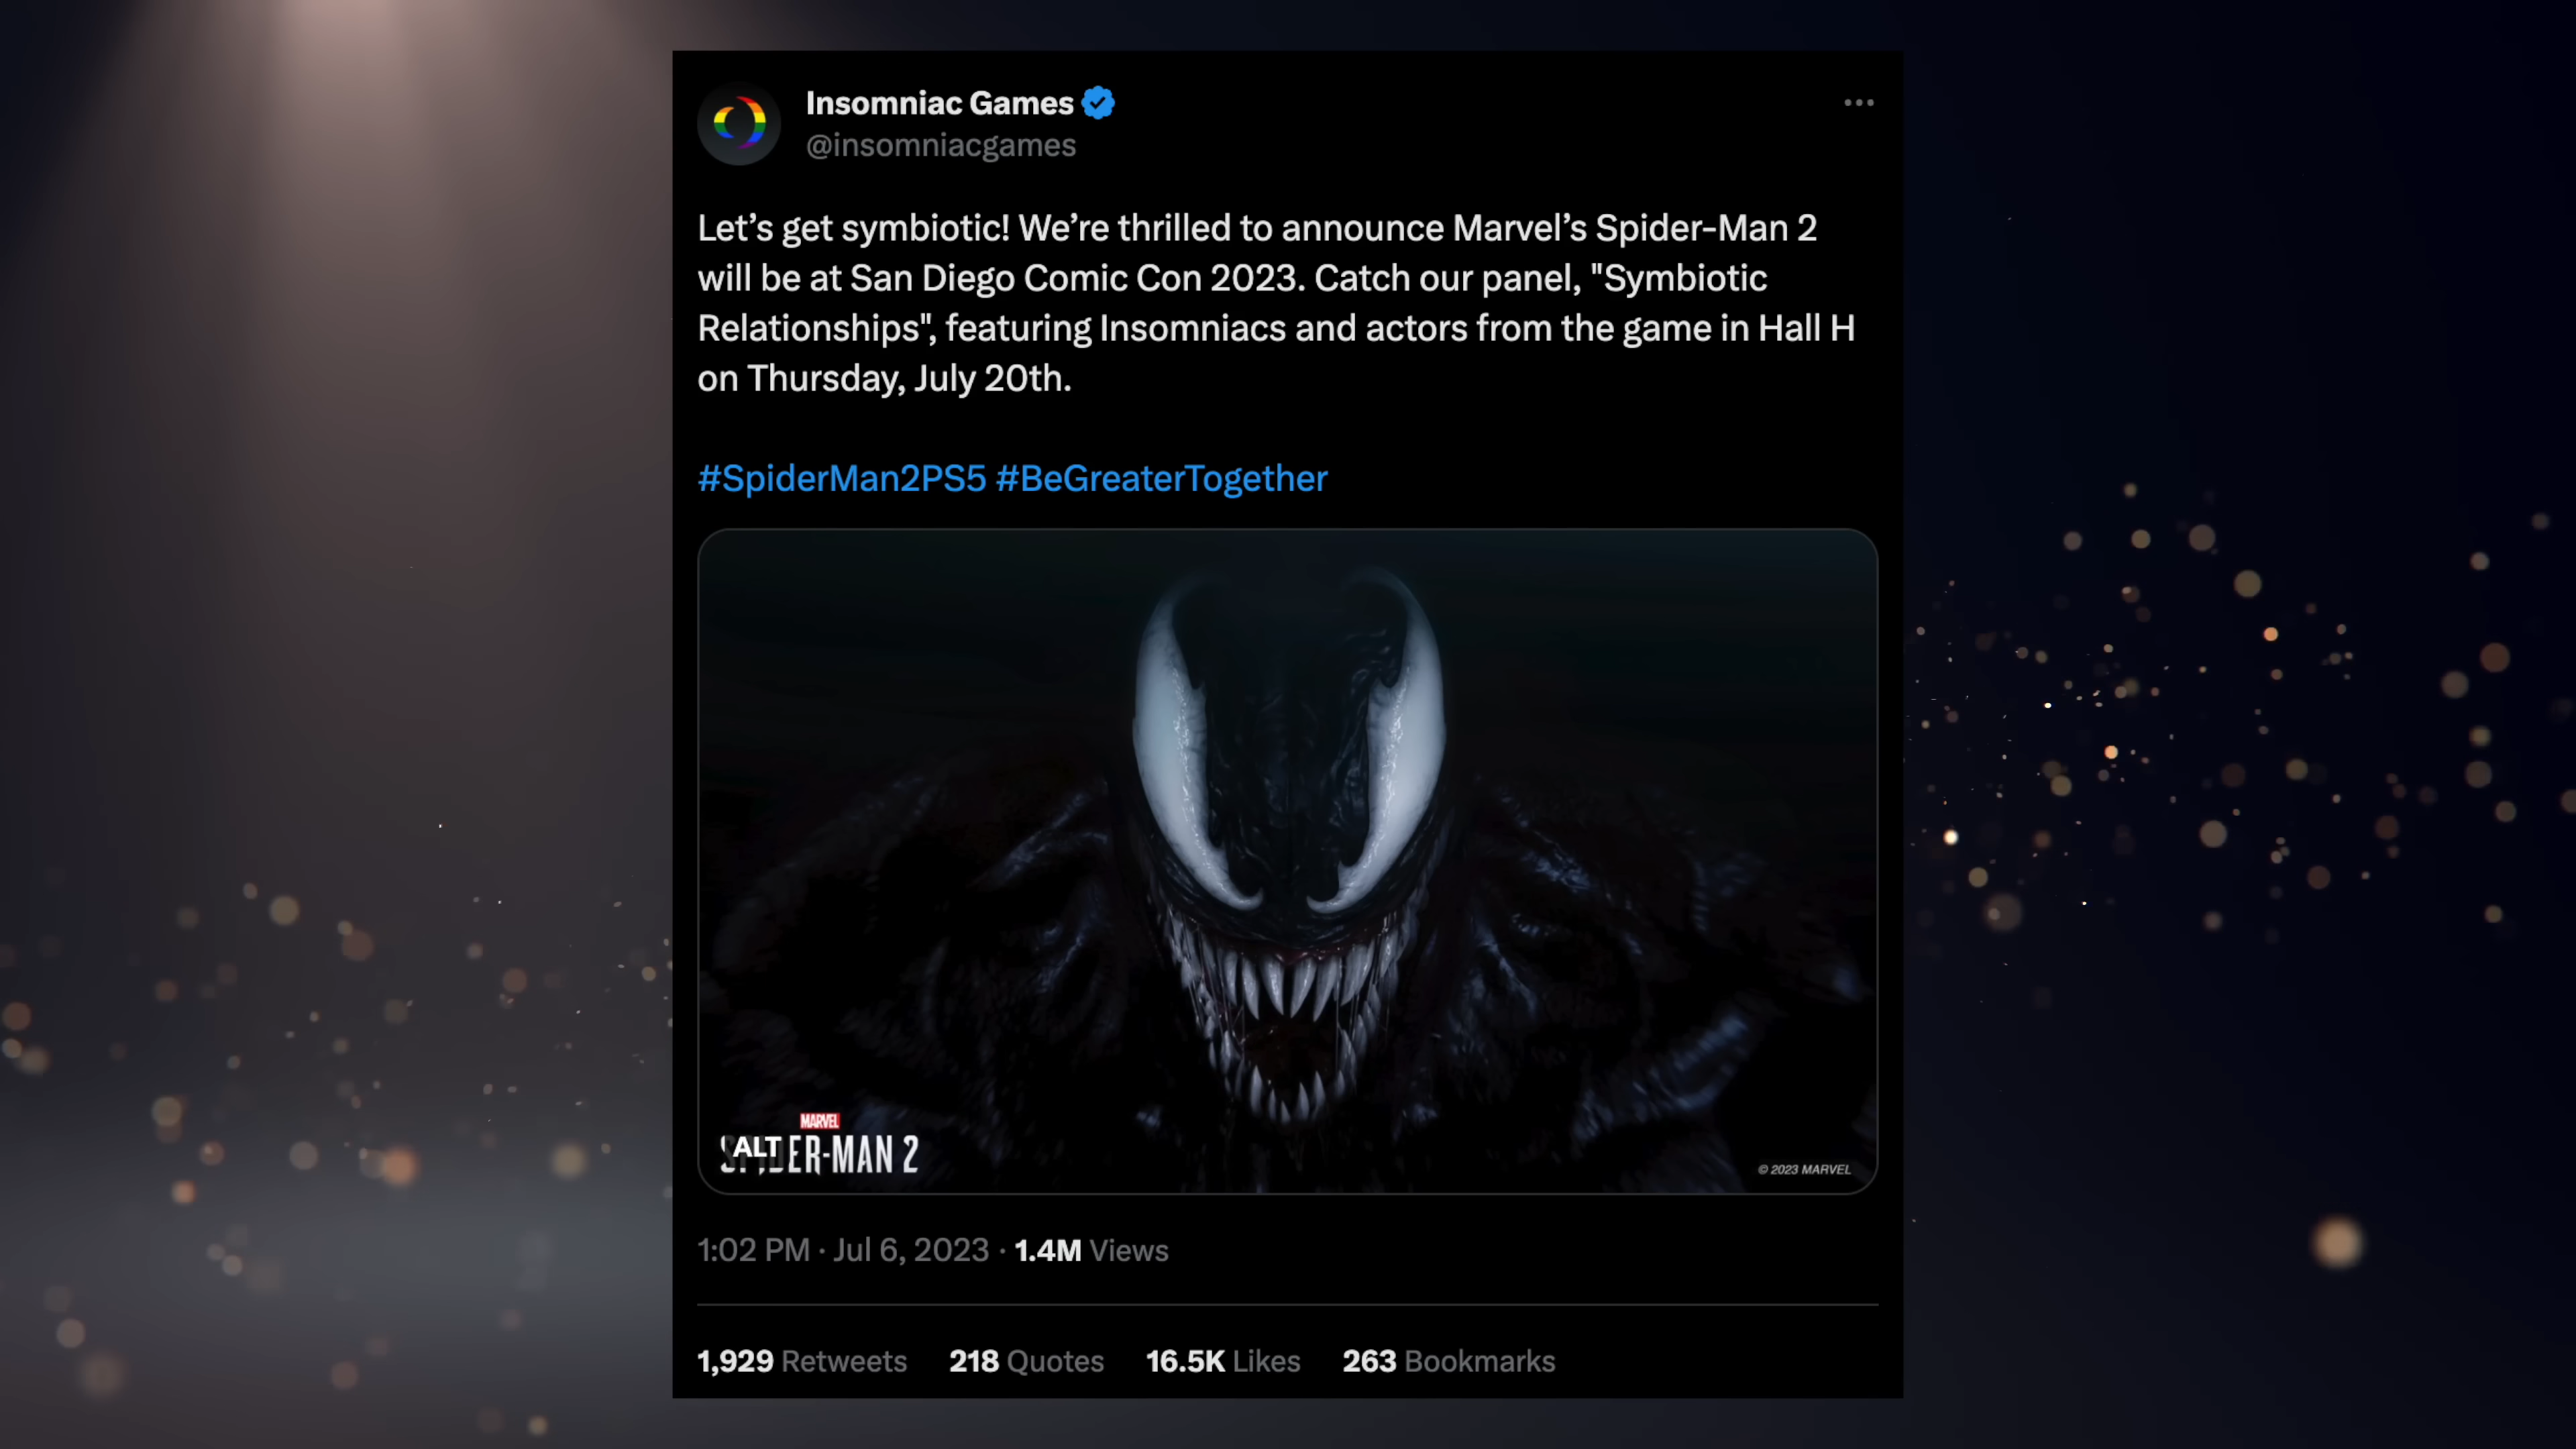 Insomniac Games
@insomniacgames
Let’s get symbiotic! We’re thrilled to announce Marvel’s Spider-Man 2
will be at San Diego Comic Con 2023. Catch our panel, "Symbiotic
Relationships", featuring Insomniacs and actors from the game in Hall H
on Thursday, July 20th.
#SpiderMan2PS5 #BeGreaterTogether
MARVEL
ALT
ER-MAN 2
© 2023 MARVEL
1:02 PM · Jul 6, 2023 · 1.4M Views
1,929 Retweets 218 Quotes 16.5K Likes 263 Bookmarks